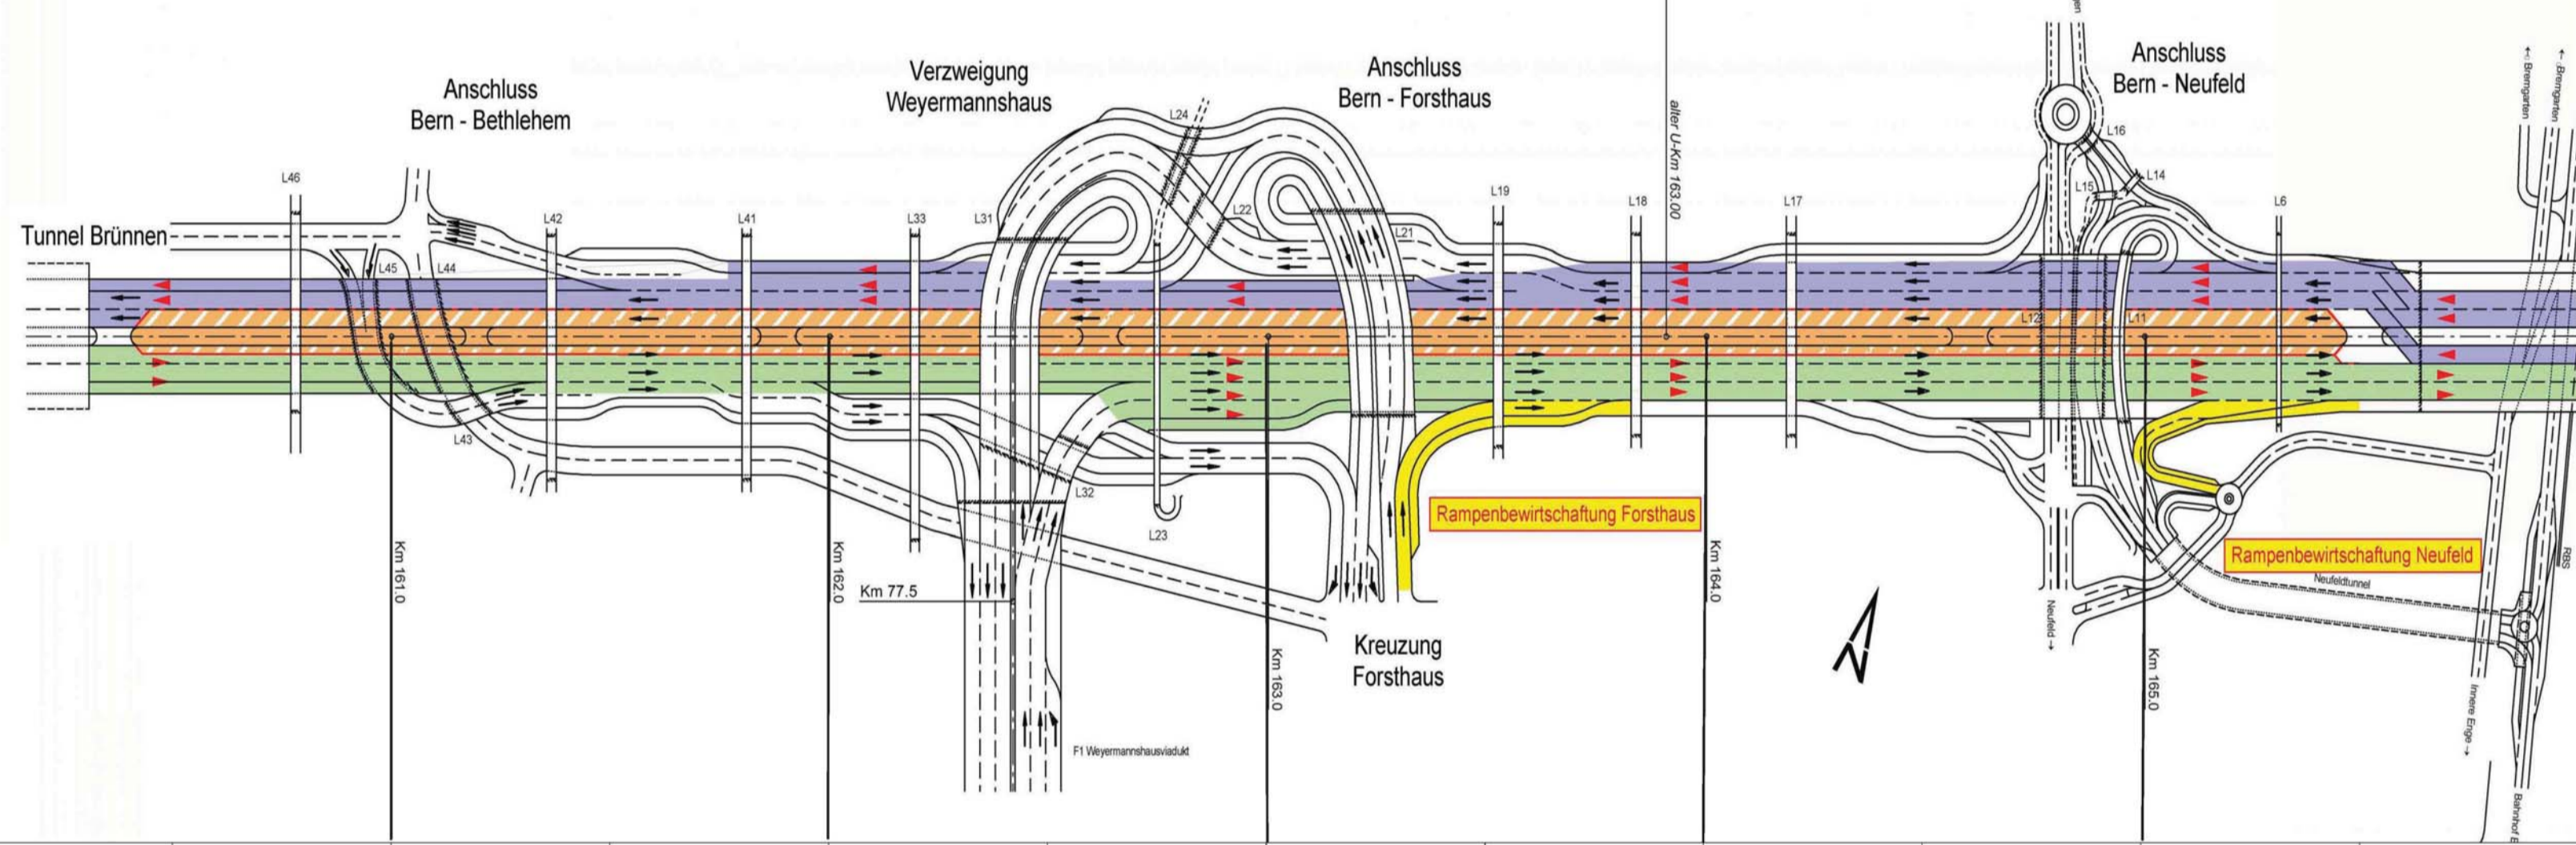 Anschluss
Bern - Bethlehem
Verzweigung
Weyermannshaus
Anschluss
Bern - Forsthaus
Anschluss
Bern - Neufeld
alter U-Km 163.00
Bremgarten
Bremgarten
Tunnel Brünnen
L46
L45
L44
L43
L42
L41
L33
L31
L32
L24
L22
L23
L21
L19
L18
L17
L16
L15
L14
L12
L11
L6
Rampenbewirtschaftung Forsthaus
Rampenbewirtschaftung Neufeld
Neufeldtunnel
Km 161.0
Km 162.0
Km 77.5
Km 163.0
Km 164.0
Km 165.0
Kreuzung
Forsthaus
F1 Weyermannshausviadukt
Neufeld
Innere Enge
RBS
Bahnhof
N